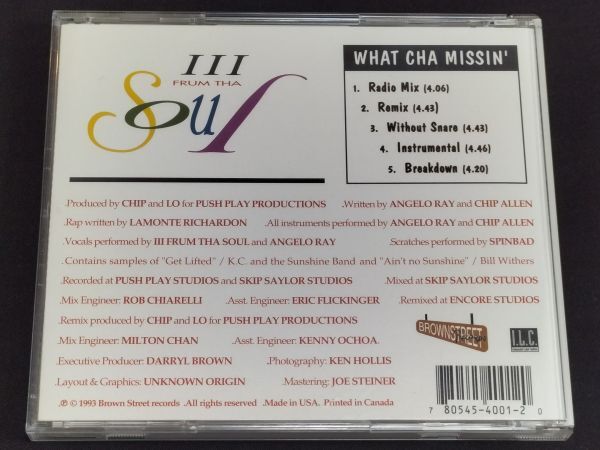 III
FRUM THA
SOUL
WHAT CHA MISSIN'
1. Radio Mix (4.06)
2. Remix (4.43)
3. Without Snare (4.43)
4. Instrumental (4.46)
5. Breakdown (4.20)
.Produced by CHIP and LO for PUSH PLAY PRODUCTIONS .Written by ANGELO RAY and CHIP ALLEN
.Rap written by LAMONTE RICHARDON .All instruments performed by ANGELO RAY and CHIP ALLEN
.Vocals performed by III FRUM THA SOUL and ANGELO RAY .Scratches performed by SPINBAD
.Contains samples of "Get Lifted" / K.C. and the Sunshine Band and "Ain't no Sunshine" / Bill Withers
.Recorded at PUSH PLAY STUDIOS and SKIP SAYLOR STUDIOS .Mixed at SKIP SAYLOR STUDIOS
.Mix Engineer: ROB CHIARELLI .Asst. Engineer: ERIC FLICKINGER .Remixed at ENCORE STUDIOS
.Remix produced by CHIP and LO for PUSH PLAY PRODUCTIONS
.Mix Engineer: MILTON CHAN .Asst. Engineer: KENNY OCHOA
.Executive Producer: DARRYL BROWN .Photography: KEN HOLLIS
.Layout & Graphics: UNKNOWN ORIGIN .Mastering: JOE STEINER
.℗ © 1993 Brown Street records .All rights reserved .Made in USA. Printed in Canada
BROWNSTREET
I.L.C.
7 80545-4001-2 0